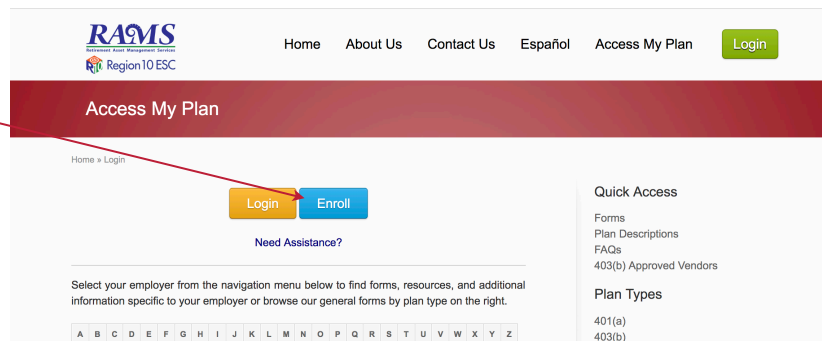 RAMS
Retirement Asset Management Services
Region 10 ESC
Home About Us Contact Us Español Access My Plan Login
Access My Plan
Home » Login
Login Enroll
Need Assistance?
Select your employer from the navigation menu below to find forms, resources, and additional
information specific to your employer or browse our general forms by plan type on the right.
A B C D E F G H I J K L M N O P Q R S T U V W X Y Z
Quick Access
Forms
Plan Descriptions
FAQs
403(b) Approved Vendors
Plan Types
401(a)
403(b)